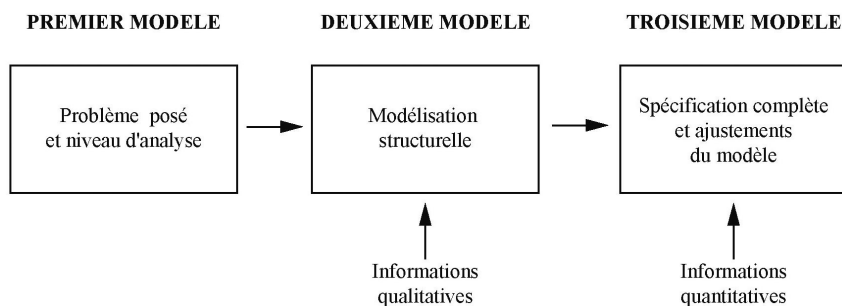 PREMIER MODELE
DEUXIEME MODELE
TROISIEME MODELE
Problème posé
et niveau d'analyse
Modélisation
structurelle
Spécification complète
et ajustements
du modèle
Informations
qualitatives
Informations
quantitatives